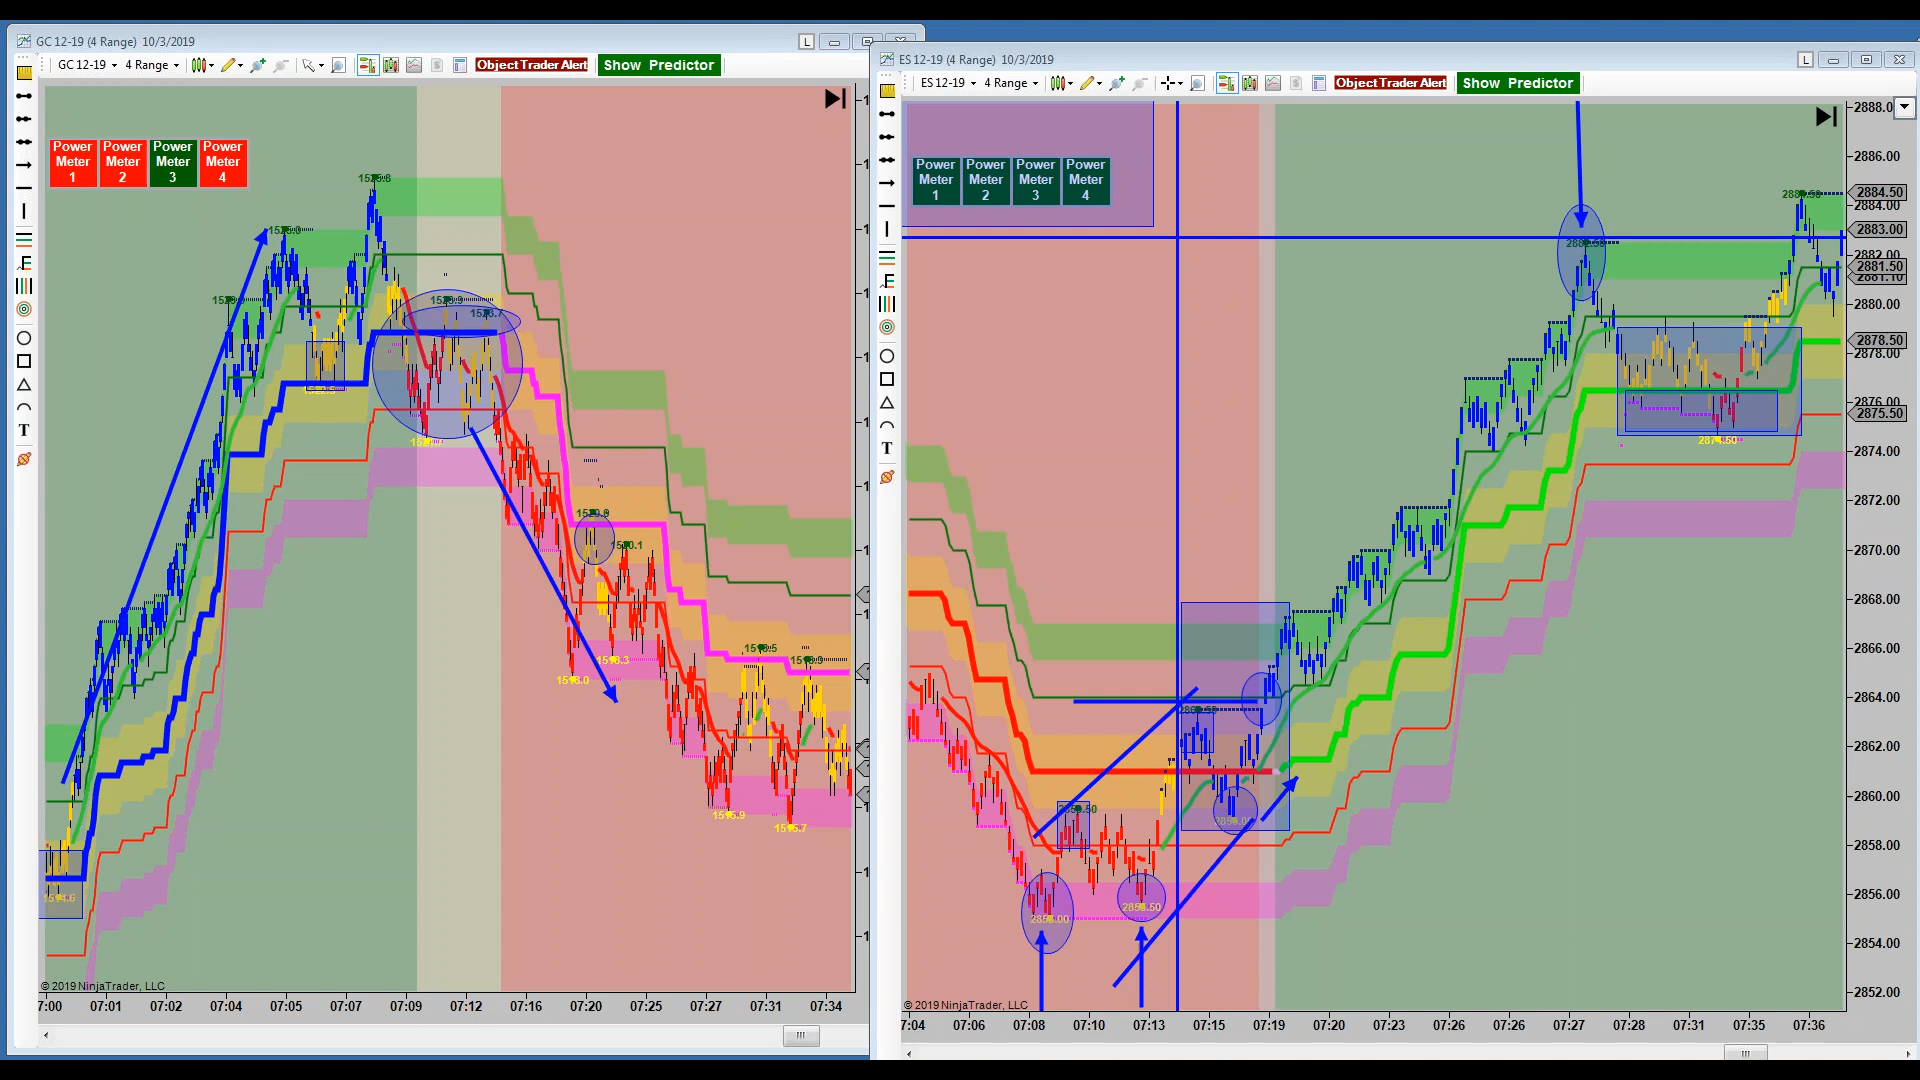 GC 12-19 (4 Range) 10/3/2019
L
GC 12-19 4 Range
Object Trader Alert
Show Predictor
Power Meter 1
Power Meter 2
Power Meter 3
Power Meter 4
1518.0
1515.7
© 2019 NinjaTrader, LLC
7:00 07:01 07:02 07:04 07:05 07:07 07:09 07:12 07:16 07:20 07:25 07:27 07:31 07:34
ES 12-19 (4 Range) 10/3/2019
L
ES 12-19 4 Range
Object Trader Alert
Show Predictor
Power Meter 1
Power Meter 2
Power Meter 3
Power Meter 4
2874.50
2888.00
2886.00
2884.50
2884.00
2883.00
2882.00
2881.50
2880.00
2878.50
2878.00
2876.00
2875.50
2874.00
2872.00
2870.00
2868.00
2866.00
2864.00
2862.00
2860.00
2858.00
2856.00
2854.00
2852.00
© 2019 NinjaTrader, LLC
7:04 07:06 07:08 07:10 07:13 07:15 07:19 07:20 07:23 07:26 07:26 07:27 07:28 07:31 07:35 07:36